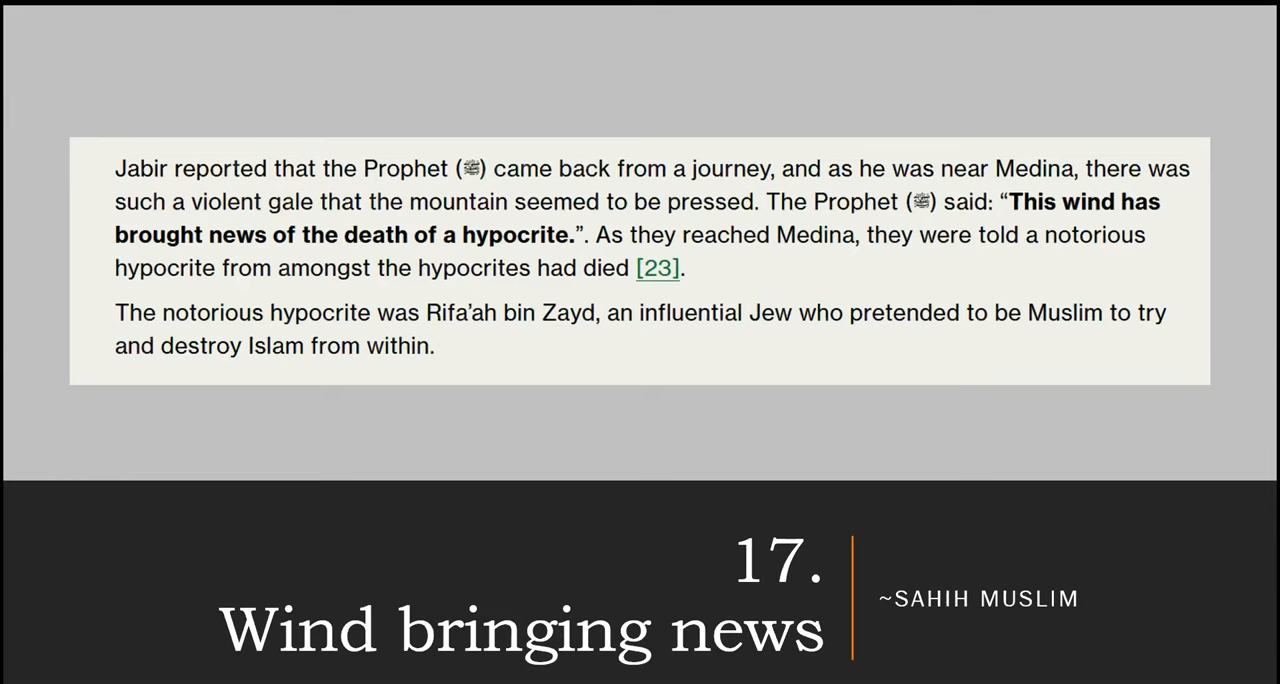 Jabir reported that the Prophet (ﷺ) came back from a journey, and as he was near Medina, there was
such a violent gale that the mountain seemed to be pressed. The Prophet (ﷺ) said: “This wind has
brought news of the death of a hypocrite.”. As they reached Medina, they were told a notorious
hypocrite from amongst the hypocrites had died [23].
The notorious hypocrite was Rifa’ah bin Zayd, an influential Jew who pretended to be Muslim to try
and destroy Islam from within.
17.
Wind bringing news
~SAHIH MUSLIM